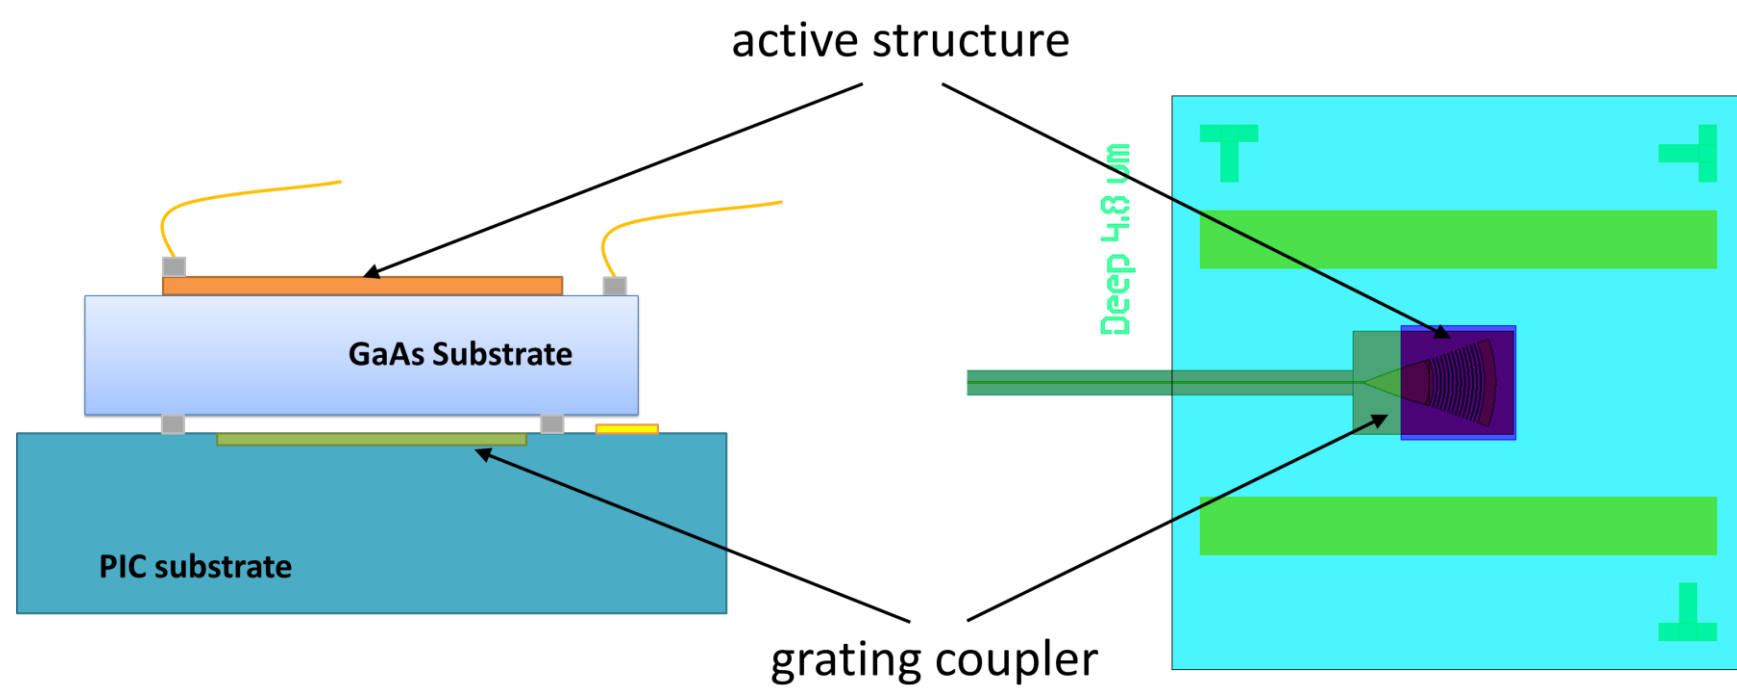 active structure
Deep 4.8 um
GaAs Substrate
PIC substrate
grating coupler